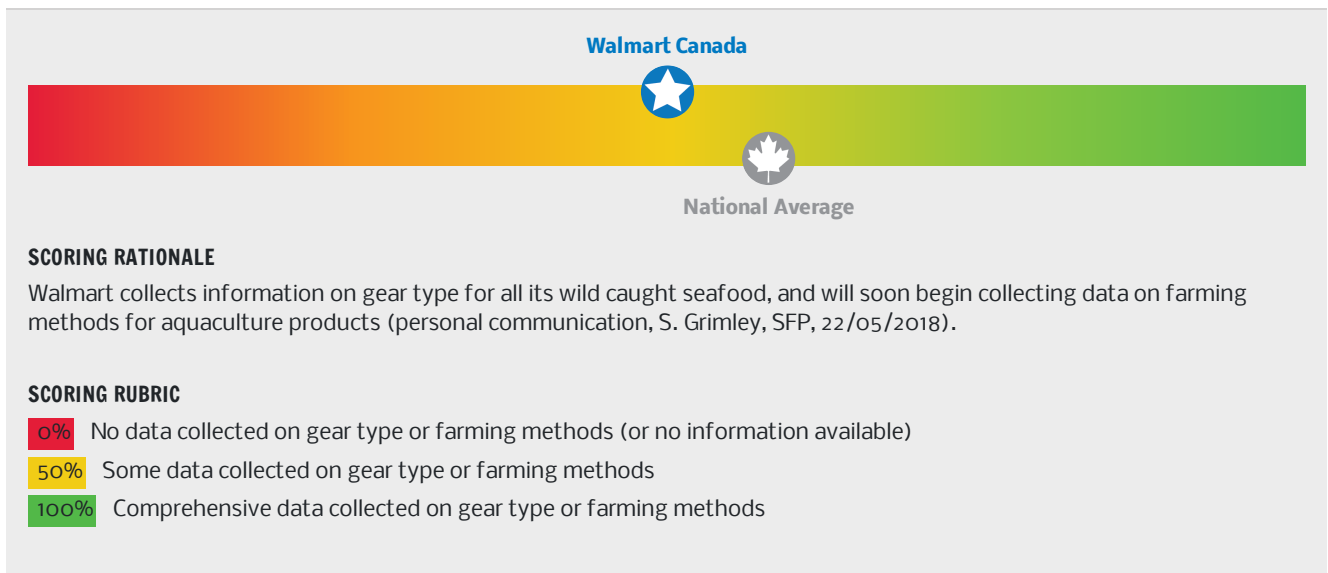 Walmart Canada
National Average
SCORING RATIONALE
Walmart collects information on gear type for all its wild caught seafood, and will soon begin collecting data on farming
methods for aquaculture products (personal communication, S. Grimley, SFP, 22/05/2018).
SCORING RUBRIC
0% No data collected on gear type or farming methods (or no information available)
50% Some data collected on gear type or farming methods
100% Comprehensive data collected on gear type or farming methods